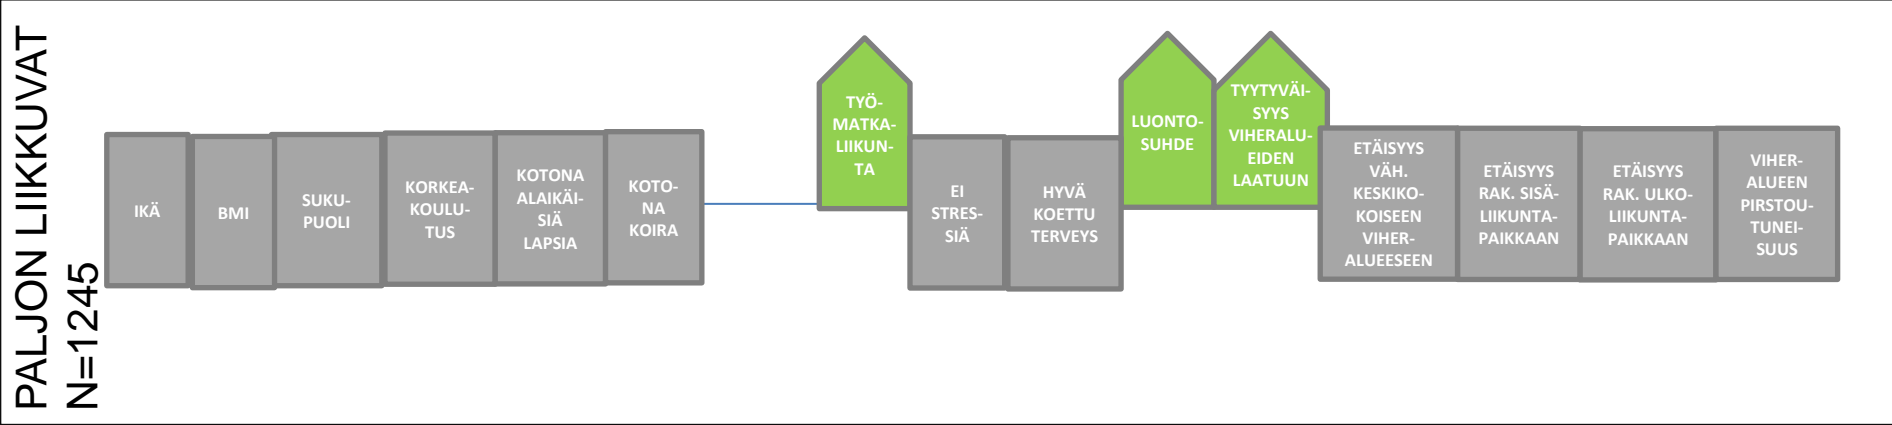 PALJON LIIKKUVAT
N=1245
IKÄ
BMI
SUKU-
PUOLI
KORKEA-
KOULU-
TUS
KOTONA
ALAIKÄI-
SIÄ
LAPSIA
KOTO-
NA
KOIRA
TYÖ-
MATKA-
LIIKUN-
TA
EI
STRES-
SIÄ
HYVÄ
KOETTU
TERVEYS
LUONTO-
SUHDE
TYYTYVÄI-
SYYS
VIHERALU-
EIDEN
LAATUUN
ETÄISYYS
VÄH.
KESKIKO-
KOISEEN
VIHER-
ALUEESEEN
ETÄISYYS
RAK. SISÄ-
LIIKUNTA-
PAIKKAAN
ETÄISYYS
RAK. ULKO-
LIIKUNTA-
PAIKKAAN
VIHER-
ALUEEN
PIRSTOU-
TUNEI-
SUUS